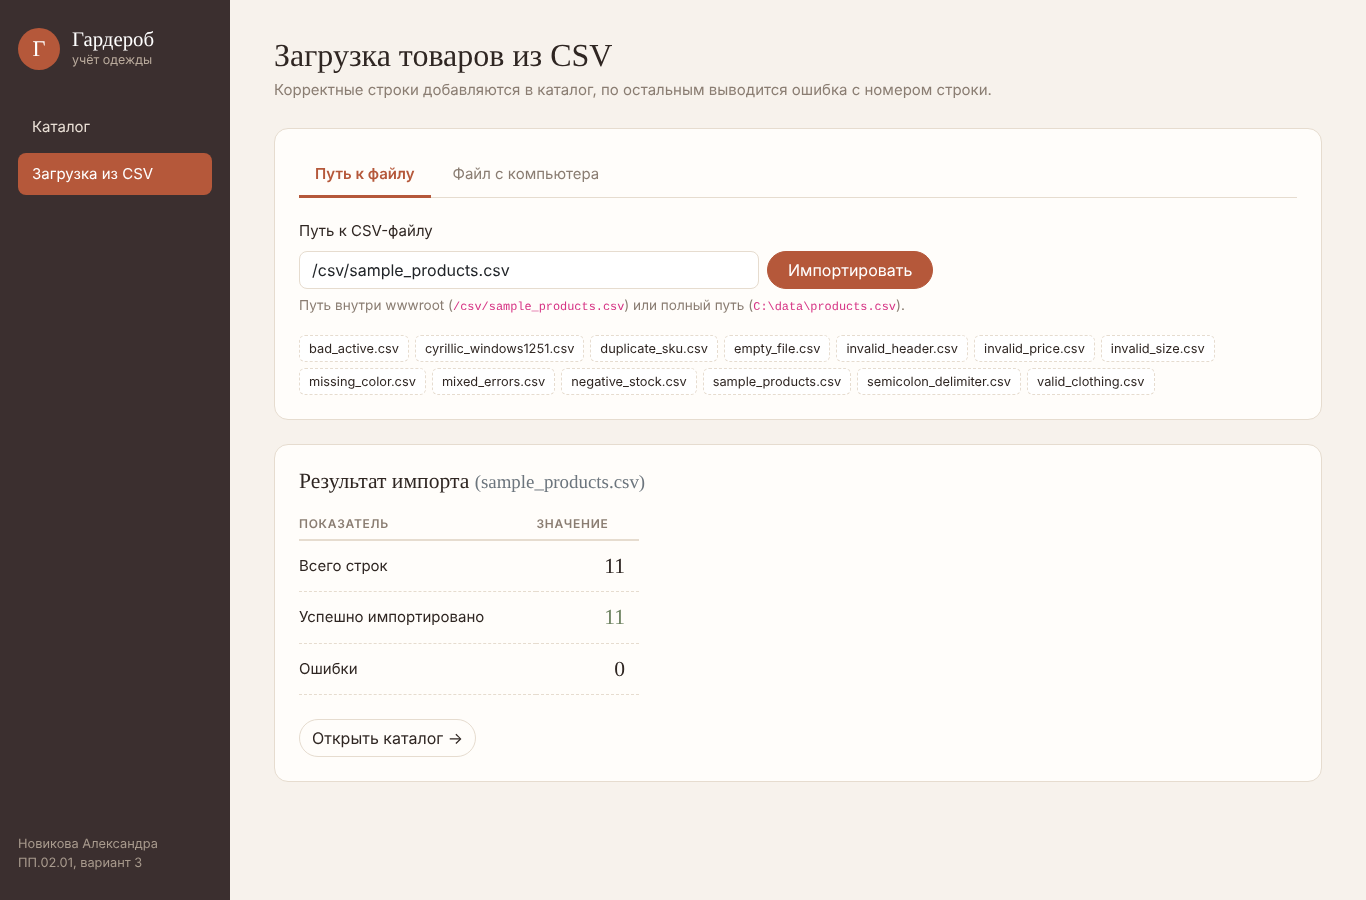 Г
Гардероб
учёт одежды
Каталог
Загрузка из CSV
Новикова Александра
ПП.02.01, вариант 3
Загрузка товаров из CSV
Корректные строки добавляются в каталог, по остальным выводится ошибка с номером строки.
Путь к файлу Файл с компьютера
Путь к CSV-файлу
/csv/sample_products.csv Импортировать
Путь внутри wwwroot (/csv/sample_products.csv) или полный путь (C:\data\products.csv).
bad_active.csv cyrillic_windows1251.csv duplicate_sku.csv empty_file.csv invalid_header.csv invalid_price.csv invalid_size.csv
missing_color.csv mixed_errors.csv negative_stock.csv sample_products.csv semicolon_delimiter.csv valid_clothing.csv
Результат импорта (sample_products.csv)
ПОКАЗАТЕЛЬ ЗНАЧЕНИЕ
Всего строк 11
Успешно импортировано 11
Ошибки 0
Открыть каталог →